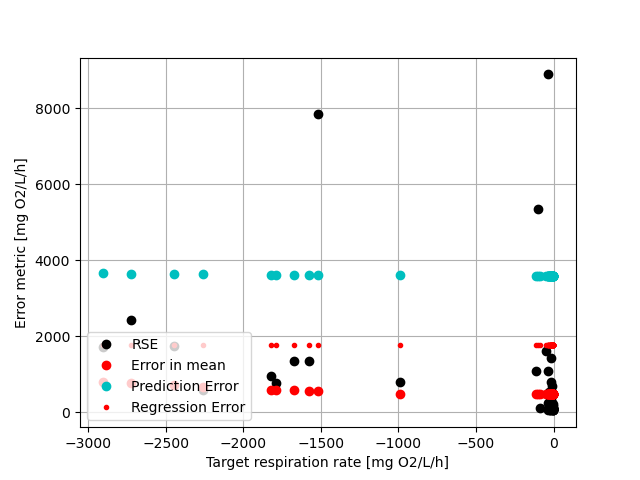 Error metric [mg O2/L/h]
8000
6000
4000
2000
0
RSE
Error in mean
Prediction Error
Regression Error
−3000 −2500 −2000 −1500 −1000 −500 0
Target respiration rate [mg O2/L/h]